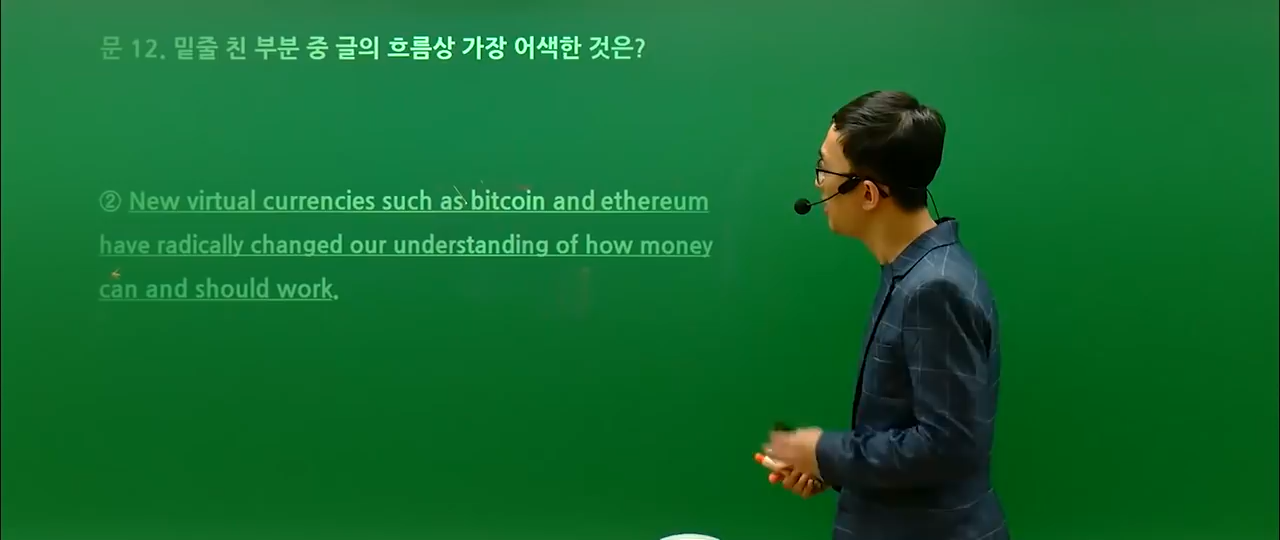 문 12. 밑줄 친 부분 중 글의 흐름상 가장 어색한 것은?
② New virtual currencies such as bitcoin and ethereum
have radically changed our understanding of how money
can and should work.